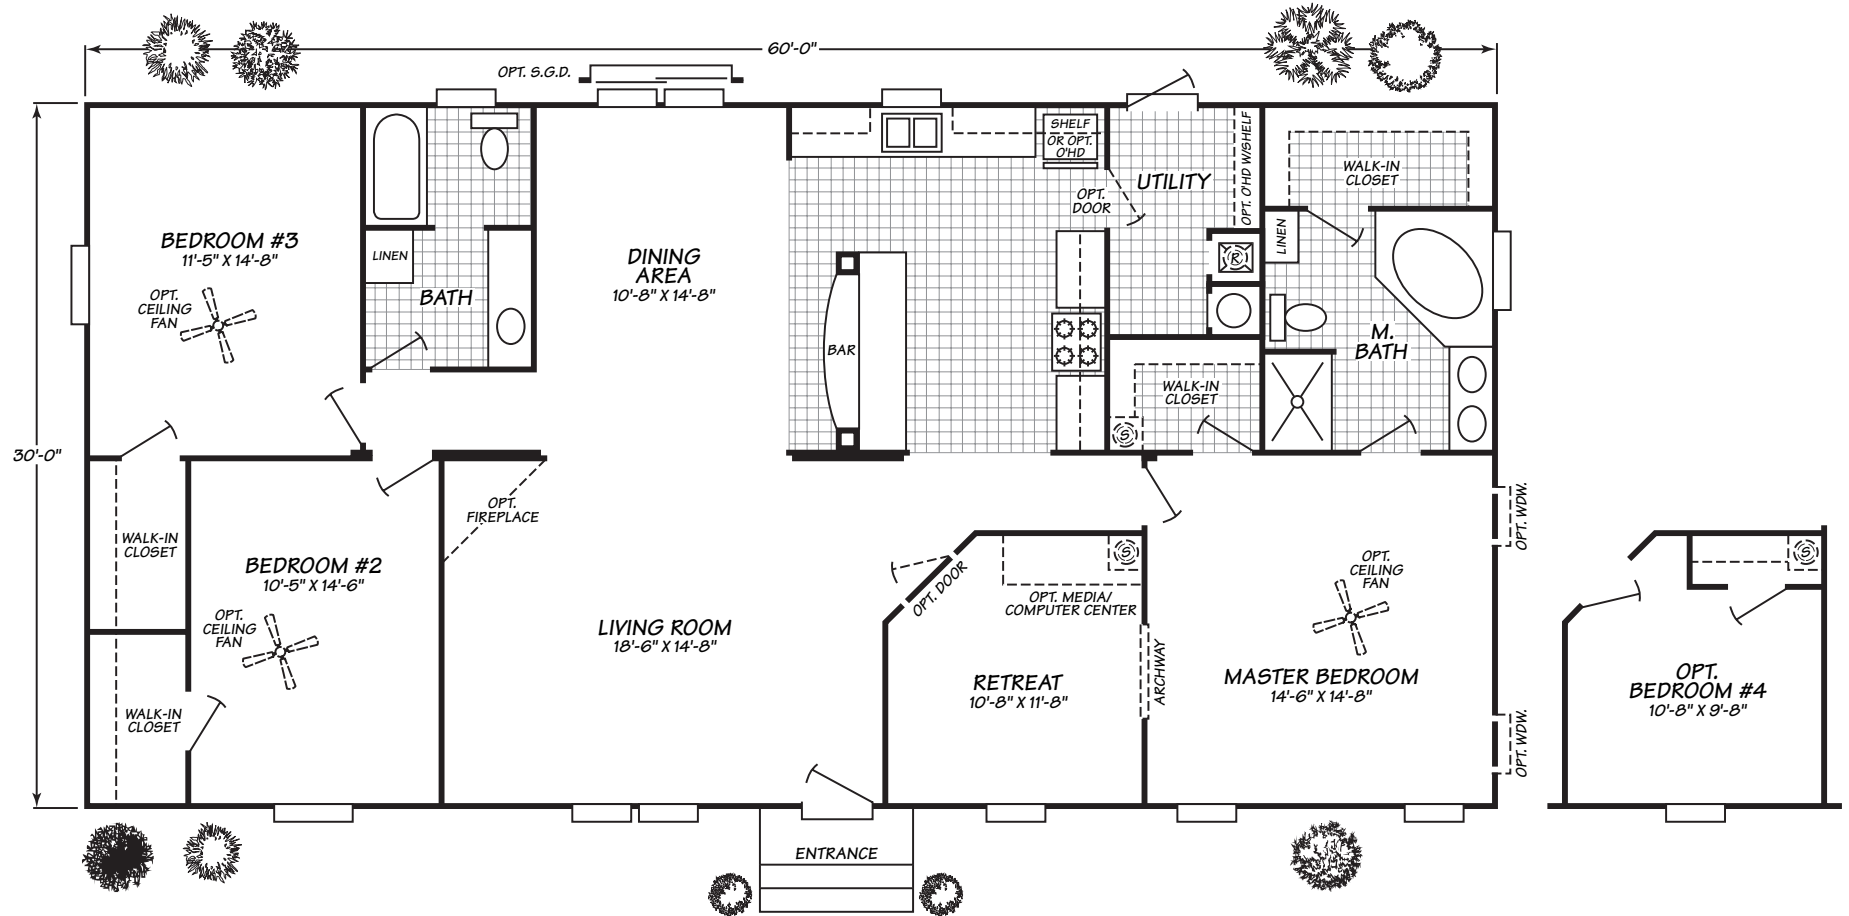 60'-0"
OPT. S.G.D.
SHELF
OR OPT.
O'HD
OPT. O'HD W/SHELF
WALK-IN
CLOSET
UTILITY
OPT.
DOOR
BEDROOM #3
11'-5" X 14'-8"
OPT.
CEILING
FAN
LINEN
BATH
DINING
AREA
10'-8" X 14'-8"
LINEN
R
BAR
M.
BATH
WALK-IN
CLOSET
S
30'-0"
OPT.
FIREPLACE
OPT. WDW.
WALK-IN
CLOSET
BEDROOM #2
10'-5" X 14'-6"
OPT.
CEILING
FAN
OPT. DOOR
S
OPT. MEDIA/
COMPUTER CENTER
OPT.
CEILING
FAN
S
LIVING ROOM
18'-6" X 14'-8"
ARCHWAY
RETREAT
10'-8" X 11'-8"
MASTER BEDROOM
14'-6" X 14'-8"
OPT.
BEDROOM #4
10'-8" X 9'-8"
WALK-IN
CLOSET
OPT. WDW.
ENTRANCE